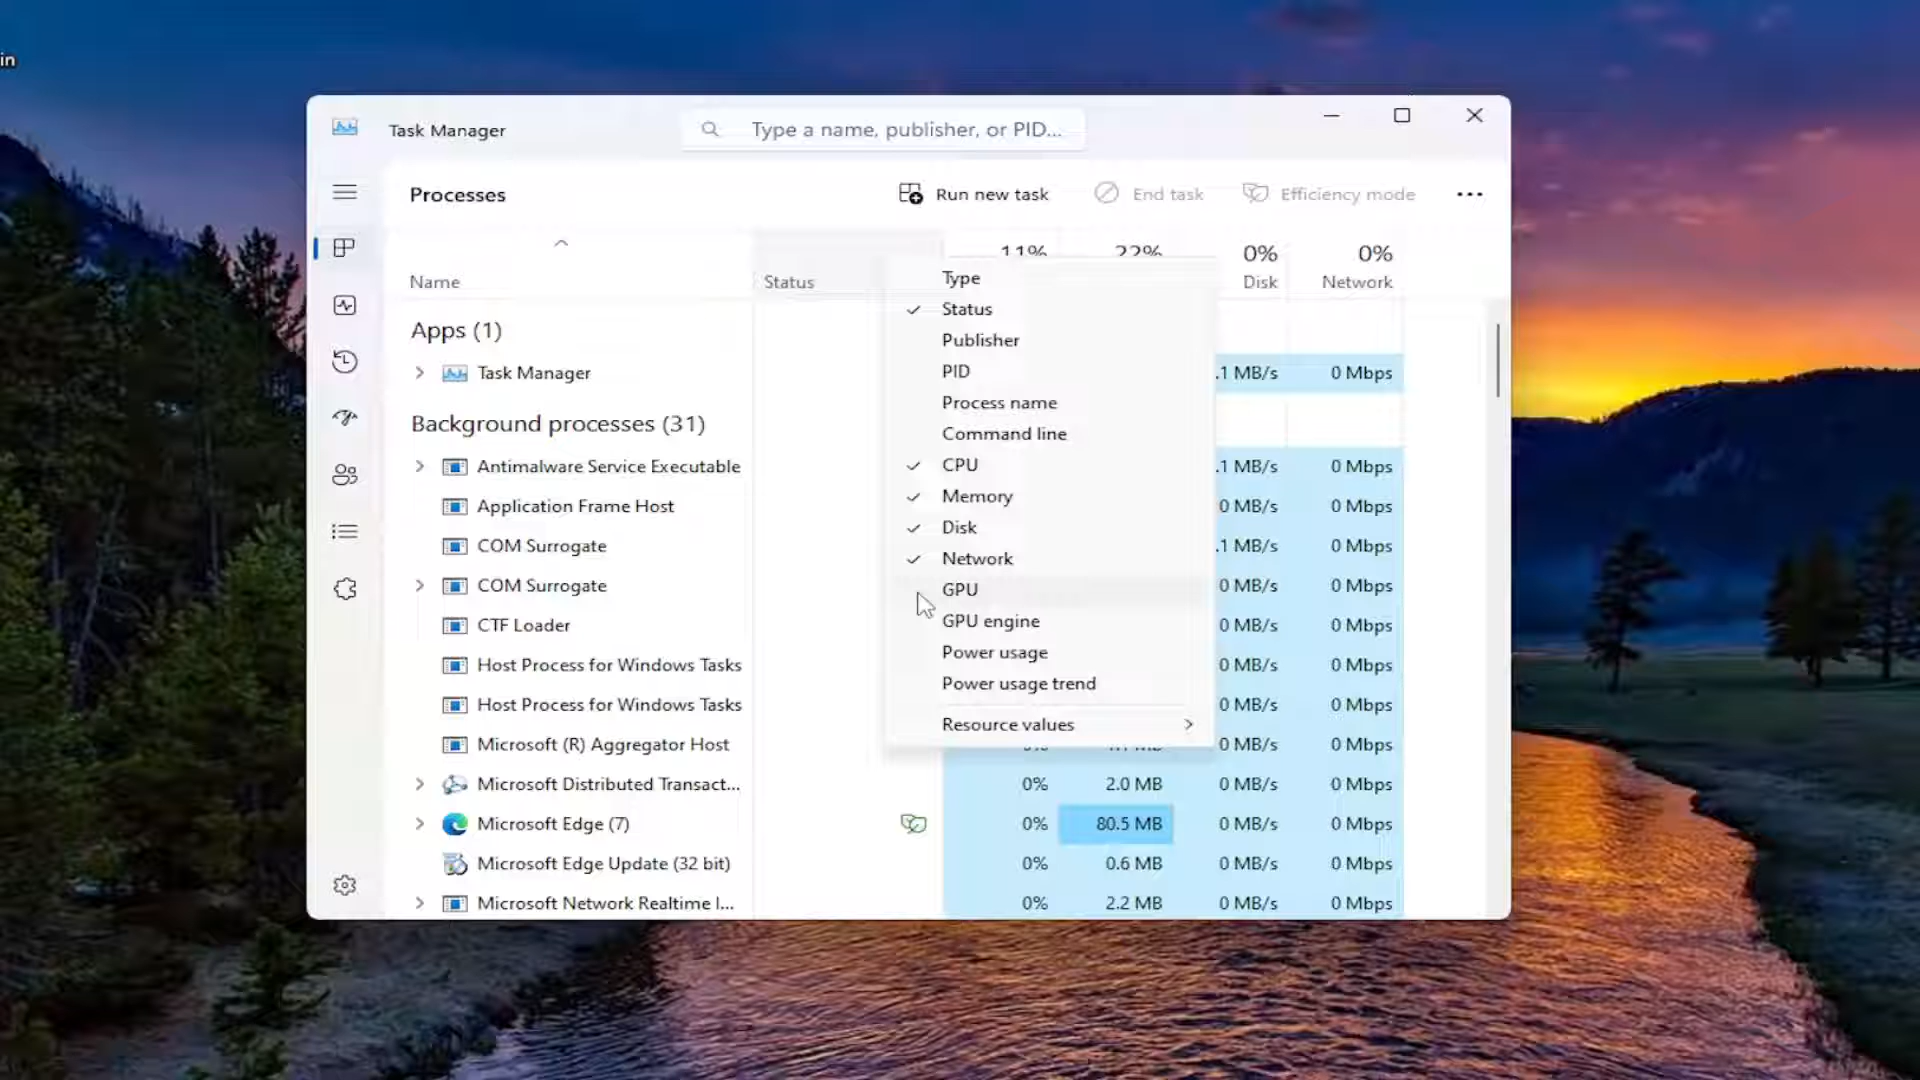 in
Task Manager
Type a name, publisher, or PID...
Processes
Run new task
End task
Efficiency mode
11% 22% 0% 0%
Name Status Disk Network
Type
Status
Publisher
PID
Process name
Command line
CPU
Memory
Disk
Network
GPU
GPU engine
Power usage
Power usage trend
Resource values
Apps (1)
Task Manager .1 MB/s 0 Mbps
Background processes (31)
Antimalware Service Executable .1 MB/s 0 Mbps
Application Frame Host 0 MB/s 0 Mbps
COM Surrogate .1 MB/s 0 Mbps
COM Surrogate 0 MB/s 0 Mbps
CTF Loader 0 MB/s 0 Mbps
Host Process for Windows Tasks 0 MB/s 0 Mbps
Host Process for Windows Tasks 0 MB/s 0 Mbps
Microsoft (R) Aggregator Host 0 MB/s 0 Mbps
Microsoft Distributed Transact... 0% 2.0 MB 0 MB/s 0 Mbps
Microsoft Edge (7) 0% 80.5 MB 0 MB/s 0 Mbps
Microsoft Edge Update (32 bit) 0% 0.6 MB 0 MB/s 0 Mbps
Microsoft Network Realtime I... 0% 2.2 MB 0 MB/s 0 Mbps